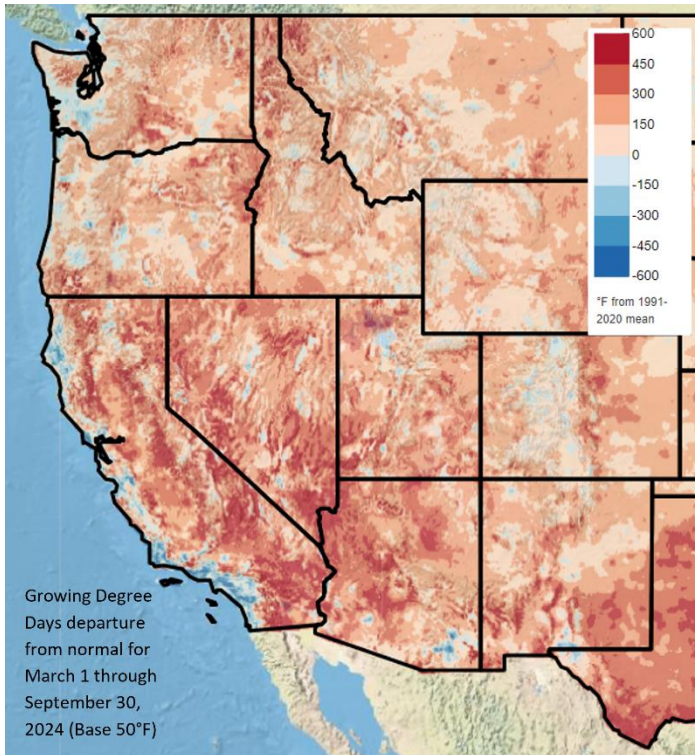 600
450
300
150
0
-150
-300
-450
-600
°F from 1991-
2020 mean
Growing Degree
Days departure
from normal for
March 1 through
September 30,
2024 (Base 50°F)